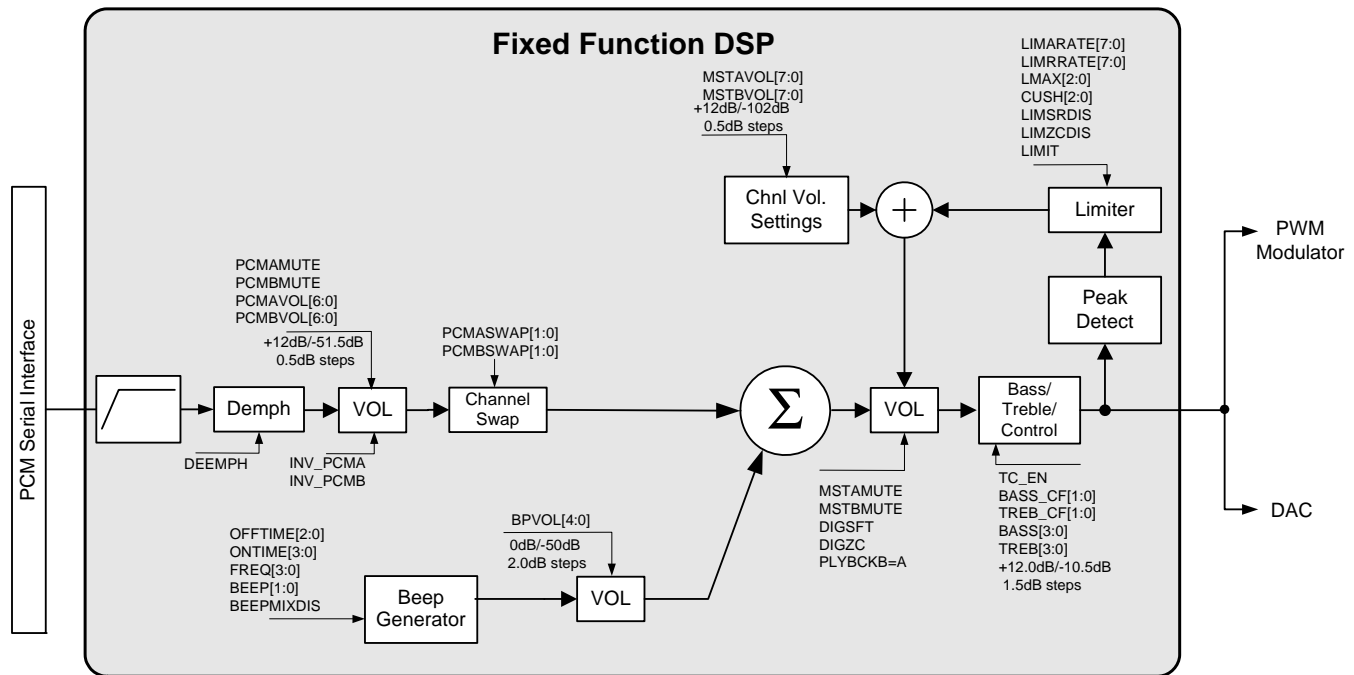 Fixed Function DSP
LIMARATE[7:0]
LIMRRATE[7:0]
LMAX[2:0]
CUSH[2:0]
LIMSRDIS
LIMZCDIS
LIMIT
MSTAVOL[7:0]
MSTBVOL[7:0]
+12dB/-102dB
0.5dB steps
Chnl Vol.
Settings
+
Limiter
PWM
Modulator
Peak
Detect
PCM Serial Interface
PCMAMUTE
PCMBMUTE
PCMAVOL[6:0]
PCMBVOL[6:0]
+12dB/-51.5dB
0.5dB steps
PCMASWAP[1:0]
PCMBSWAP[1:0]
Demph
VOL
Channel
Swap
Σ
VOL
Bass/
Treble/
Control
DEEMPH
INV_PCMA
INV_PCMB
MSTAMUTE
MSTBMUTE
DIGSFT
DIGZC
PLYBCKB=A
TC_EN
BASS_CF[1:0]
TREB_CF[1:0]
BASS[3:0]
TREB[3:0]
+12.0dB/-10.5dB
1.5dB steps
DAC
OFFTIME[2:0]
ONTIME[3:0]
FREQ[3:0]
BEEP[1:0]
BEEPMIXDIS
BPVOL[4:0]
0dB/-50dB
2.0dB steps
Beep
Generator
VOL